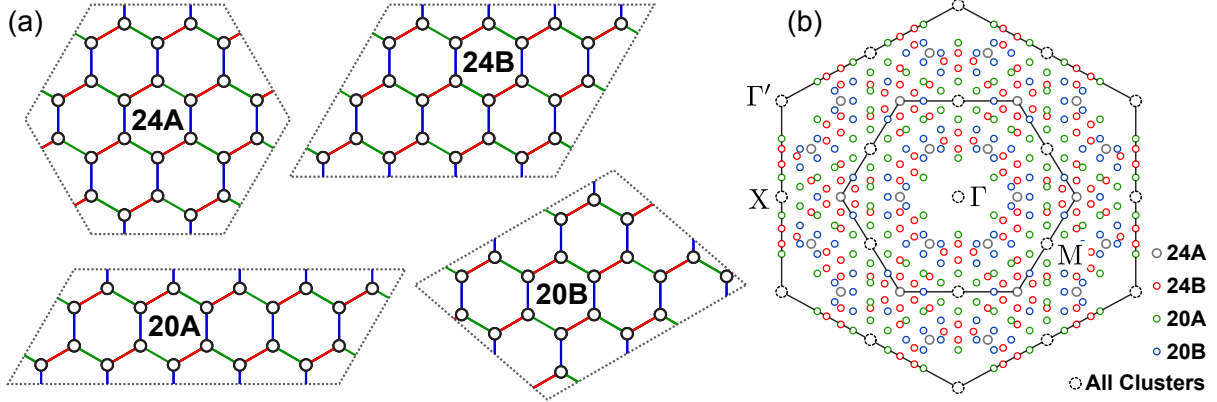 (a)
24A
24B
20A
20B
(b)
Γ′
X
Γ
M
24A
24B
20A
20B
All Clusters